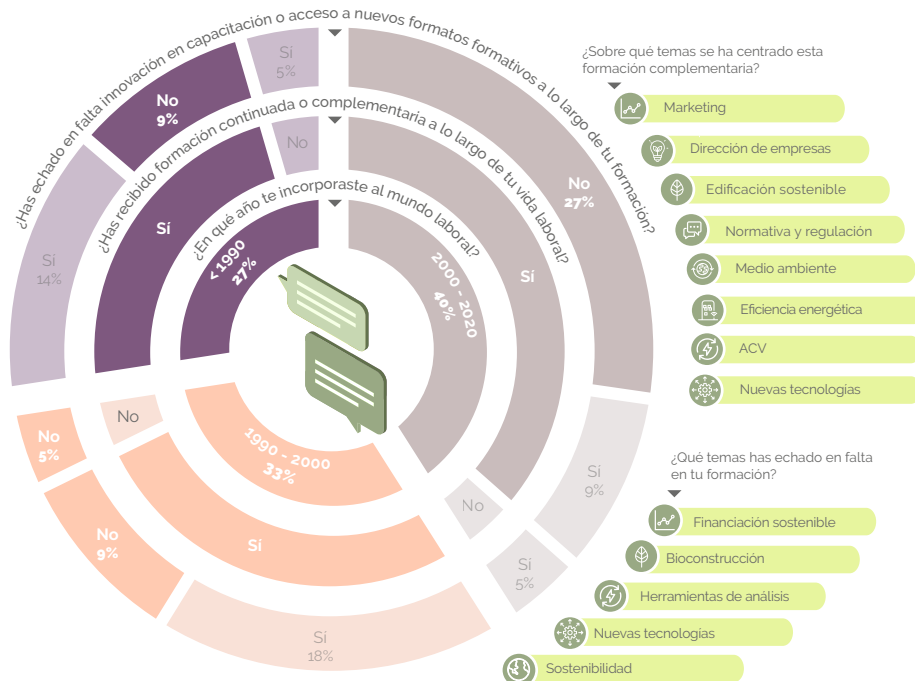 ¿Has echado en falta innovación en capacitación o acceso a nuevos formatos formativos a lo largo de tu formación?
Sí
5%
No
9%
Sí
14%
No
27%
Sí
9%
Sí
5%
Sí
18%
No
9%
No
5%
¿Has recibido formación continuada o complementaria a lo largo de tu vida laboral?
No
Sí
Sí
No
Sí
No
¿En qué año te incorporaste al mundo laboral?
< 1990
27%
2000 - 2020
40%
1990 - 2000
33%
¿Sobre qué temas se ha centrado esta
formación complementaria?
Marketing
Dirección de empresas
Edificación sostenible
Normativa y regulación
Medio ambiente
Eficiencia energética
ACV
Nuevas tecnologías
¿Qué temas has echado en falta
en tu formación?
Financiación sostenible
Bioconstrucción
Herramientas de análisis
Nuevas tecnologías
Sostenibilidad